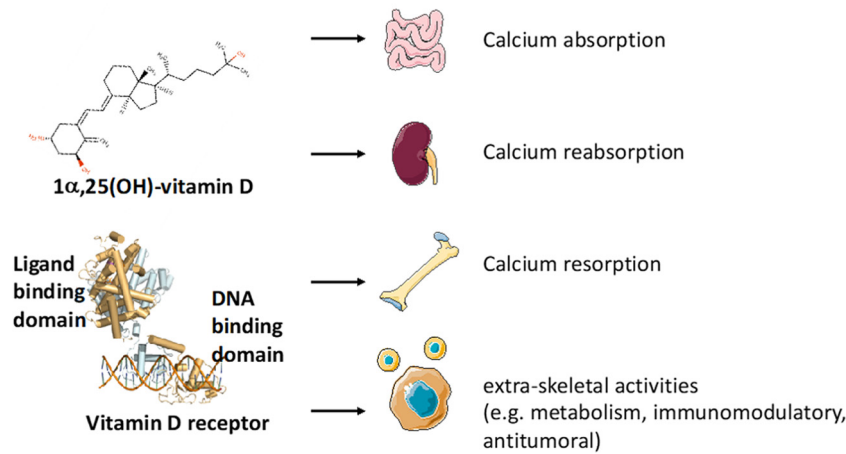 Calcium absorption
1α,25(OH)-vitamin D
Calcium reabsorption
Ligand
binding
domain
DNA
binding
domain
Vitamin D receptor
Calcium resorption
extra-skeletal activities
(e.g. metabolism, immunomodulatory,
antitumoral)